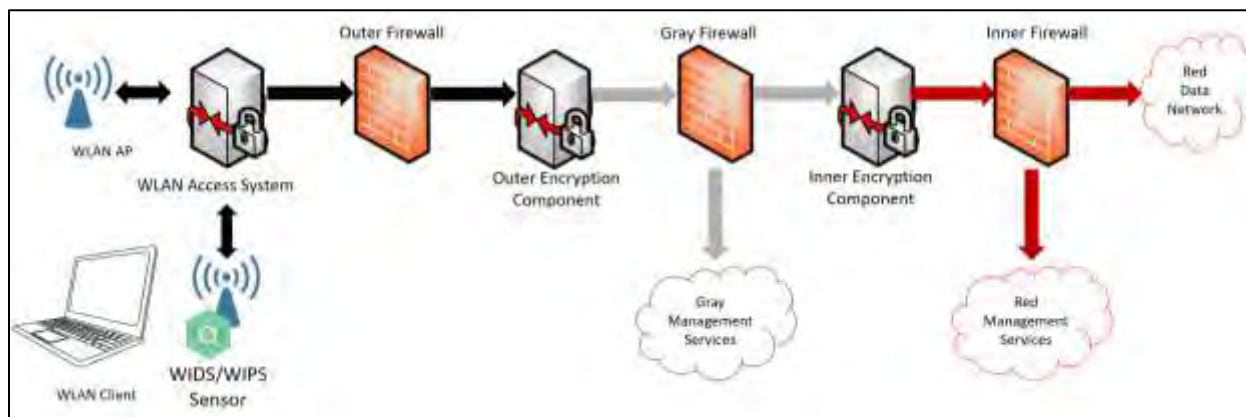 Outer Firewall
Gray Firewall
Inner Firewall
Red
Data
Network
WLAN AP
WLAN Access System
Outer Encryption
Component
Inner Encryption
Component
Gray
Management
Services
Red
Management
Services
WLAN Client
WIDS/WIPS
Sensor